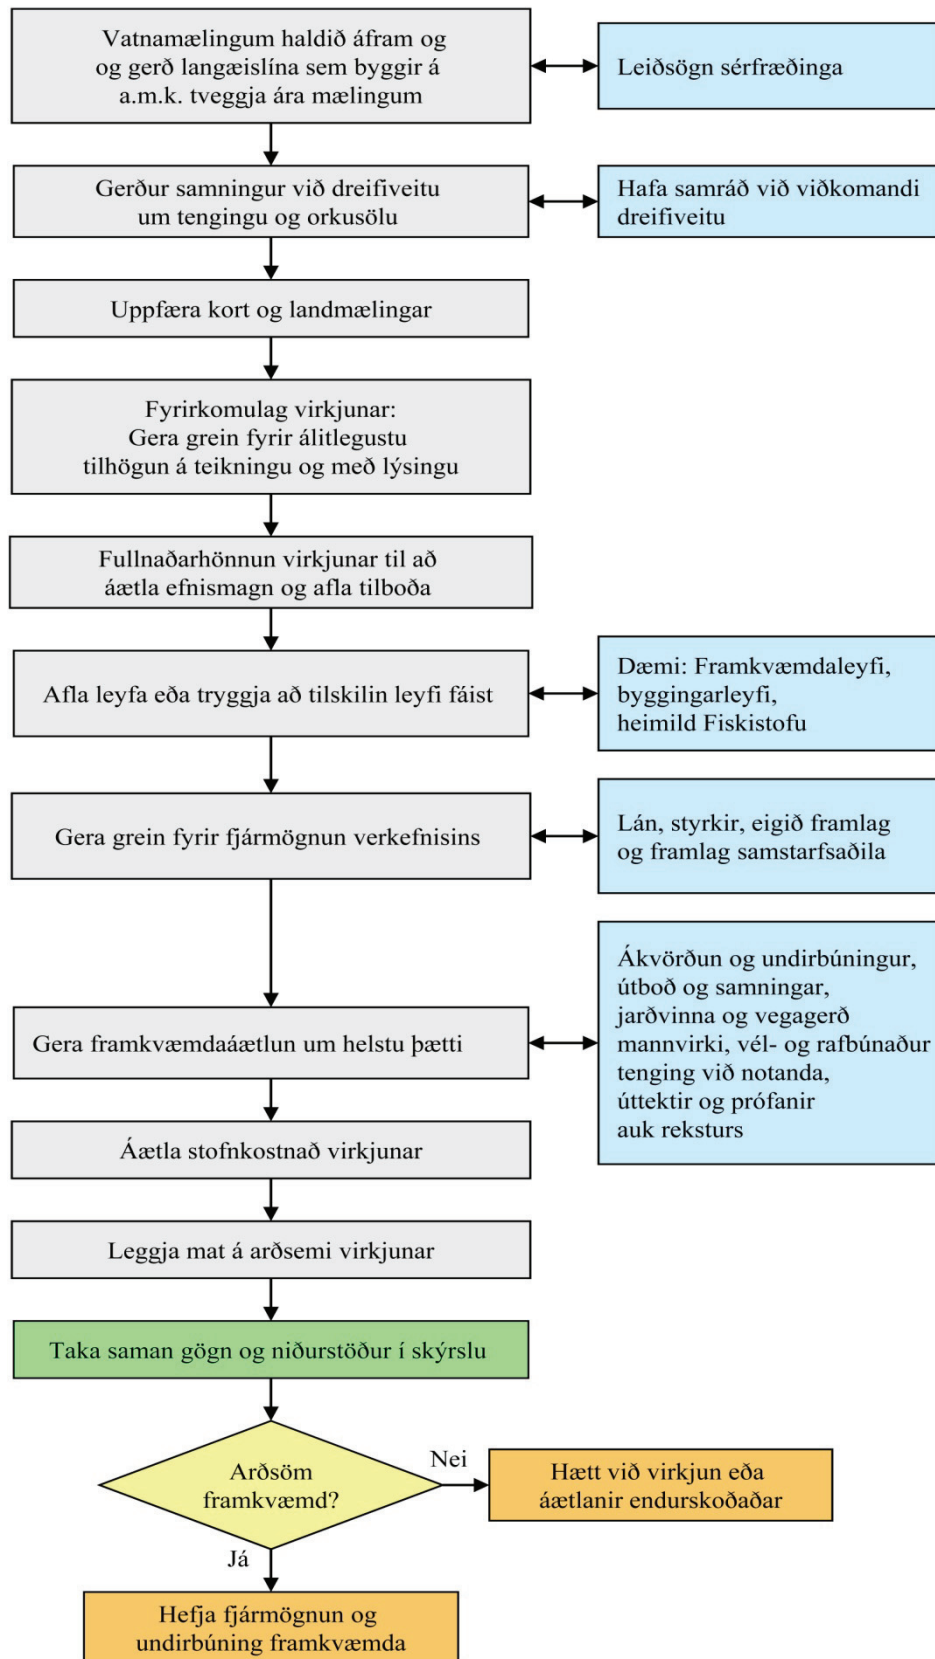 Vatnamælingum haldið áfram og
og gerð langæislína sem byggir á
a.m.k. tveggja ára mælingum
Leiðsögn sérfræðinga
Gerður samningur við dreifiveitu
um tengingu og orkusölu
Hafa samráð við viðkomandi
dreifiveitu
Uppfæra kort og landmælingar
Fyrirkomulag virkjunar:
Gera grein fyrir álitlegustu
tilhögun á teikningu og með lýsingu
Fullnaðarhönnun virkjunar til að
áætla efnismagn og afla tilboða
Afla leyfa eða tryggja að tilskilin leyfi fáist
Dæmi: Framkvæmdaleyfi,
byggingarleyfi,
heimild Fiskistofu
Gera grein fyrir fjármögnun verkefnisins
Lán, styrkir, eigið framlag
og framlag samstarfsaðila
Gera framkvæmdaáætlun um helstu þætti
Ákvörðun og undirbúningur,
útboð og samningar,
jarðvinna og vegagerð
mannvirki, vél- og rafbúnaður
tenging við notanda,
úttektir og prófanir
auk reksturs
Áætla stofnkostnað virkjunar
Leggja mat á arðsemi virkjunar
Taka saman gögn og niðurstöður í skýrslu
Arðsöm
framkvæmd?
Nei
Hætt við virkjun eða
áætlanir endurskoðaðar
Já
Hefja fjármögnun og
undirbúning framkvæmda